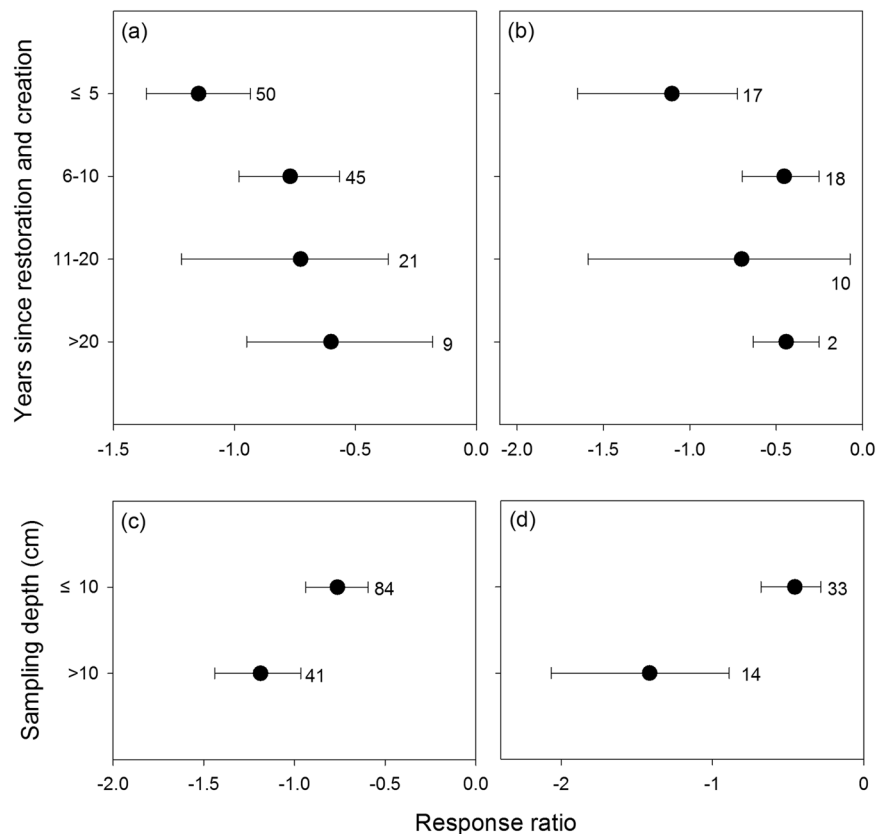 (a) (b)
Years since restoration and creation
≤ 5 50 17
6-10 45 18
11-20 21 10
>20 9 2
-1.5 -1.0 -0.5 0.0 -2.0 -1.5 -1.0 -0.5 0.0
(c) (d)
Sampling depth (cm)
≤ 10 84 33
>10 41 14
-2.0 -1.5 -1.0 -0.5 0.0 -2 -1 0
Response ratio